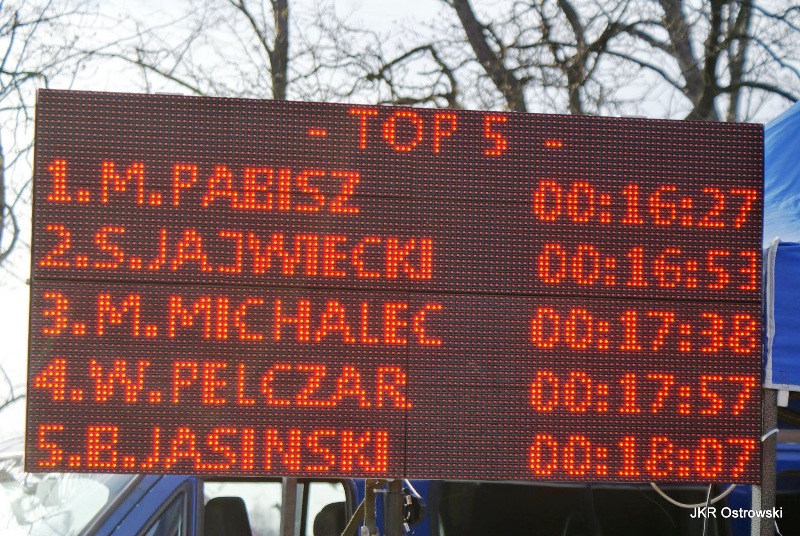 - TOP 5 -
1.M.PABISZ 00:16:27
2.S.JAJWIECKI 00:16:53
3.M.MICHALEC 00:17:38
4.W.PELCZAR 00:17:57
5.B.JASINSKI 00:18:07
JKR Ostrowski